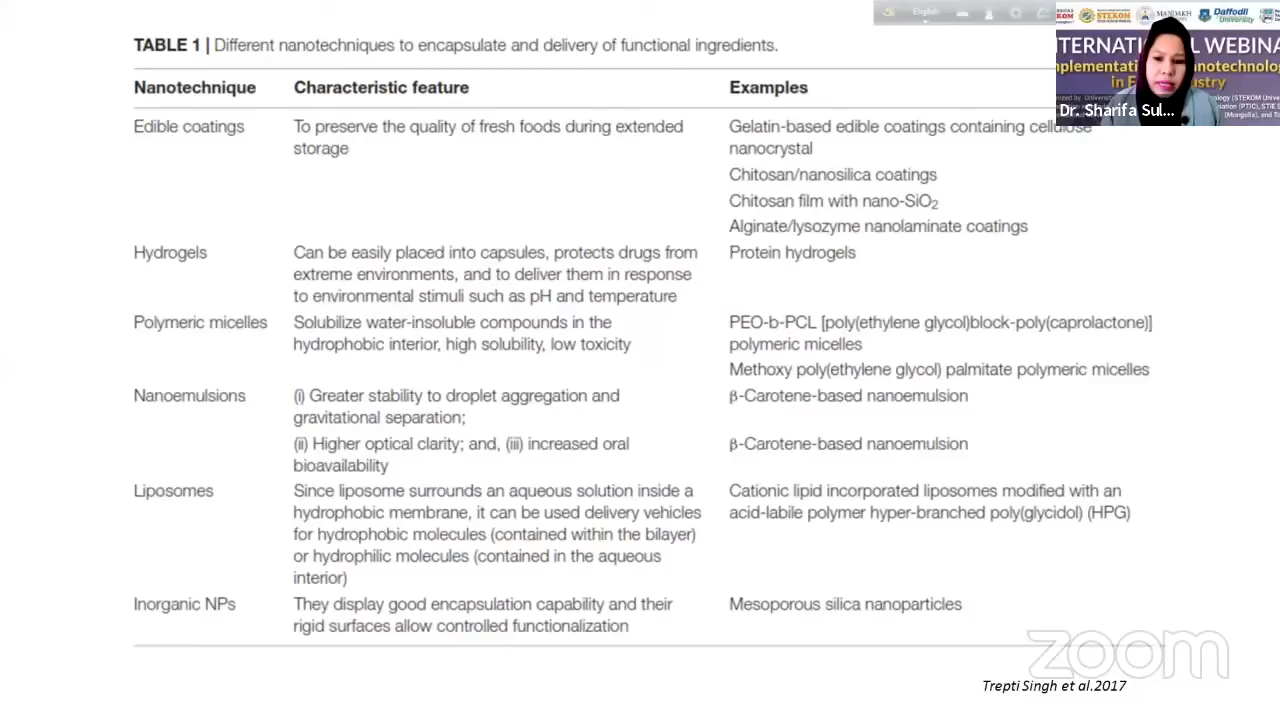 English
STEKOM
MANDAKH
Daffodil
University
TERNATIONAL WEBINA
mplementati
anotechnolo
in F
stry
Dr. Sharifa Sul...
(Mongolia), and T
TABLE 1 | Different nanotechniques to encapsulate and delivery of functional ingredients.
Nanotechnique Characteristic feature Examples
Edible coatings To preserve the quality of fresh foods during extended Gelatin-based edible coatings containing cellulose
storage nanocrystal
Chitosan/nanosilica coatings
Chitosan film with nano-SiO₂
Alginate/lysozyme nanolaminate coatings
Hydrogels Can be easily placed into capsules, protects drugs from Protein hydrogels
extreme environments, and to deliver them in response
to environmental stimuli such as pH and temperature
Polymeric micelles Solubilize water-insoluble compounds in the PEO-b-PCL [poly(ethylene glycol)block-poly(caprolactone)]
hydrophobic interior, high solubility, low toxicity polymeric micelles
Methoxy poly(ethylene glycol) palmitate polymeric micelles
Nanoemulsions (i) Greater stability to droplet aggregation and β-Carotene-based nanoemulsion
gravitational separation;
(ii) Higher optical clarity; and, (iii) increased oral β-Carotene-based nanoemulsion
bioavailability
Liposomes Since liposome surrounds an aqueous solution inside a Cationic lipid incorporated liposomes modified with an
hydrophobic membrane, it can be used delivery vehicles acid-labile polymer hyper-branched poly(glycidol) (HPG)
for hydrophobic molecules (contained within the bilayer)
or hydrophilic molecules (contained in the aqueous
interior)
Inorganic NPs They display good encapsulation capability and their Mesoporous silica nanoparticles
rigid surfaces allow controlled functionalization
zoom
Trepti Singh et al.2017